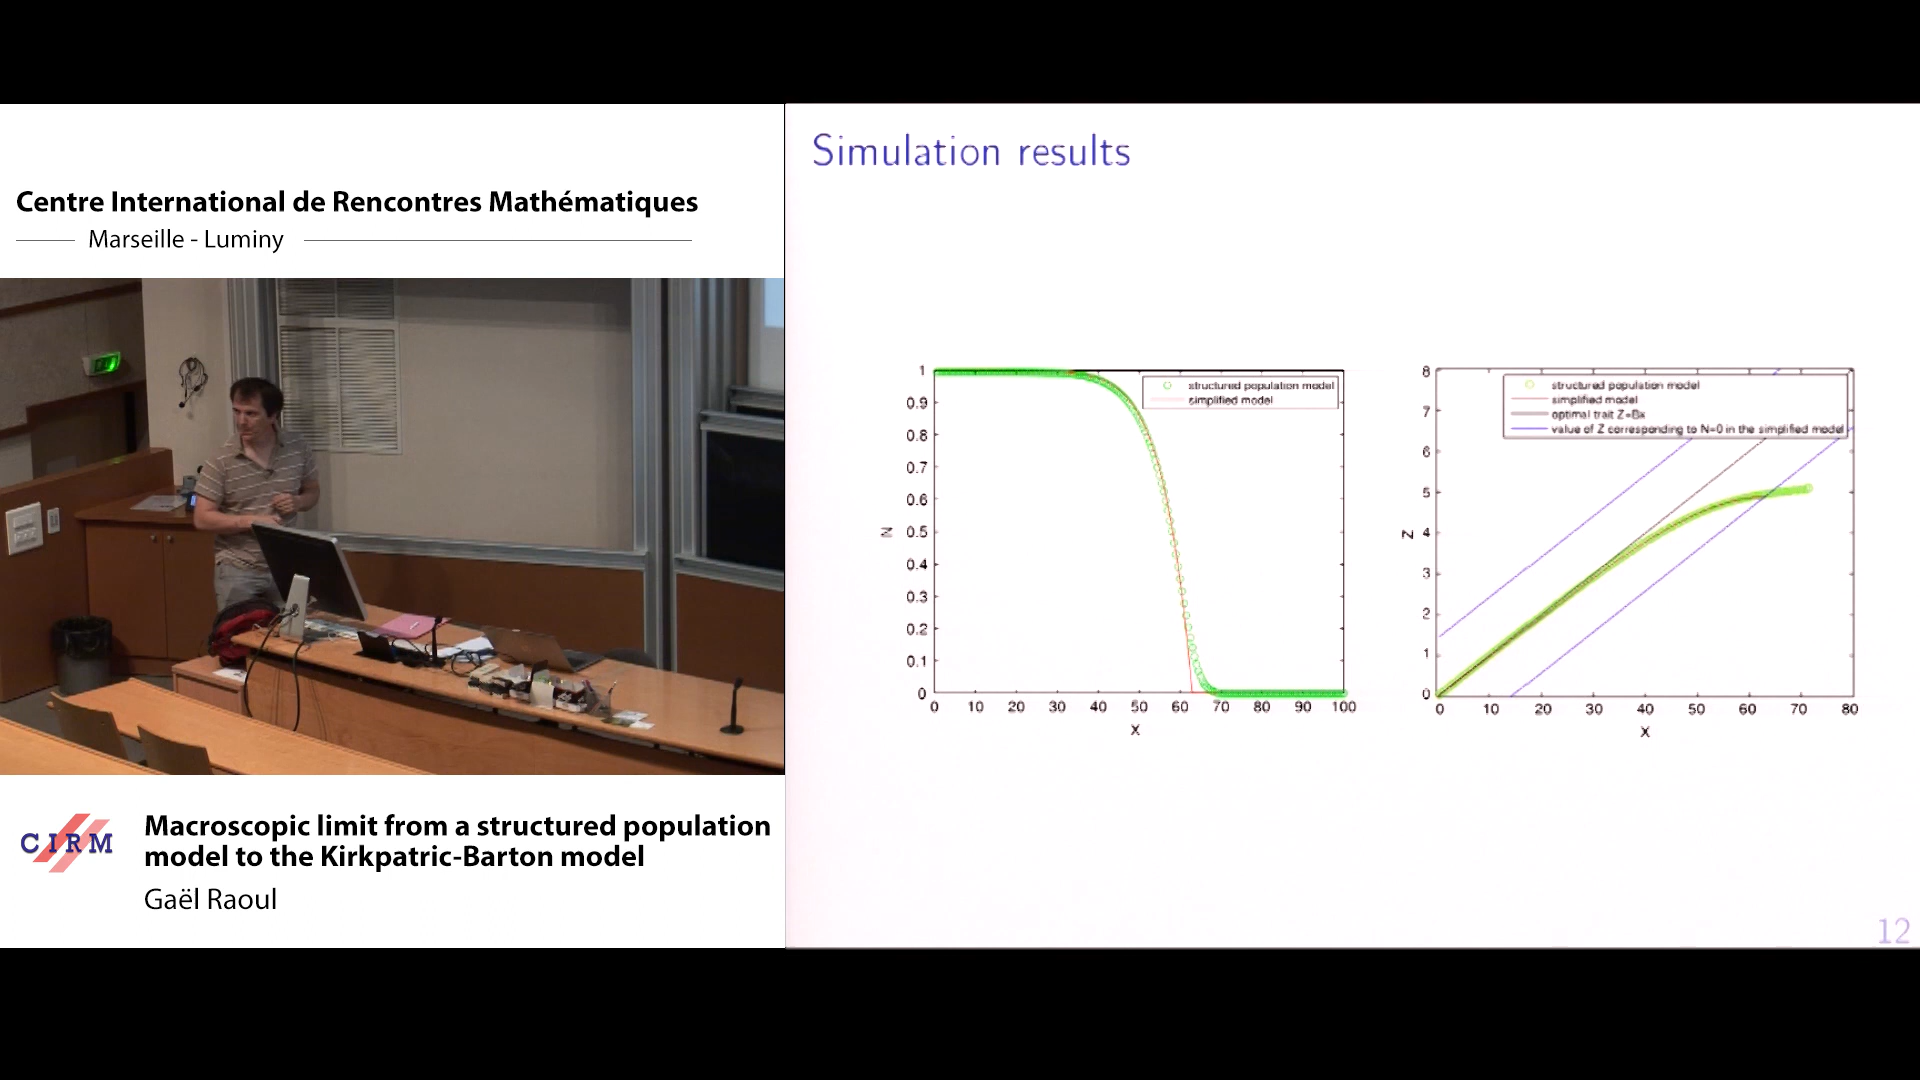 Centre International de Rencontres Mathématiques
Marseille - Luminy
CIRM
Macroscopic limit from a structured population
model to the Kirkpatric-Barton model
Gaël Raoul
Simulation results
structured population model
simplified model
1
0.9
0.8
0.7
0.6
0.5
0.4
0.3
0.2
0.1
0
N
0 10 20 30 40 50 60 70 80 90 100
X
structured population model
simplified model
optimal trait Z=Bx
value of Z corresponding to N=0 in the simplified model
8
7
6
5
4
3
2
1
0
Z
0 10 20 30 40 50 60 70 80
X
12